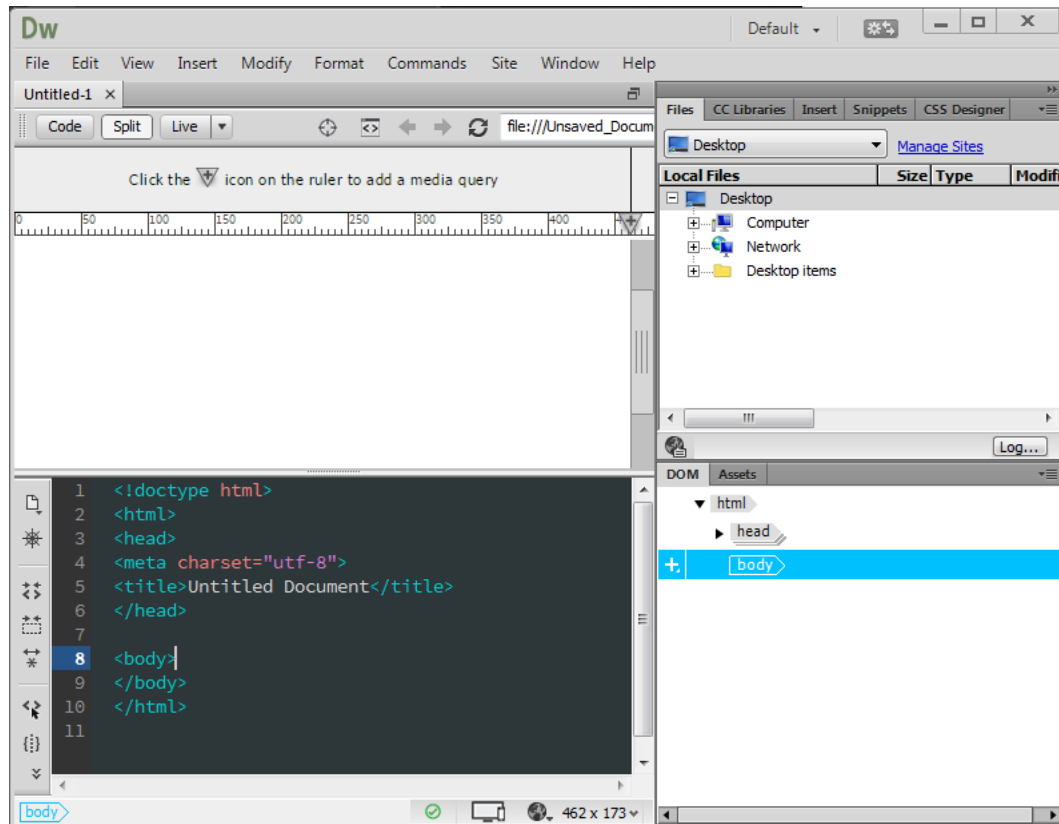 Dw
Default
File Edit View Insert Modify Format Commands Site Window Help
Untitled-1
Code Split Live
file:///Unsaved_Docum
Click the icon on the ruler to add a media query
0 50 100 150 200 250 300 350 400
Files CC Libraries Insert Snippets CSS Designer
Desktop Manage Sites
Local Files Size Type Modifi
Desktop
Computer
Network
Desktop items
Log...
DOM Assets
html
head
body
1 <!doctype html>
2 <html>
3 <head>
4 <meta charset="utf-8">
5 <title>Untitled Document</title>
6 </head>
7
8 <body>
9 </body>
10 </html>
11
body
462 x 173